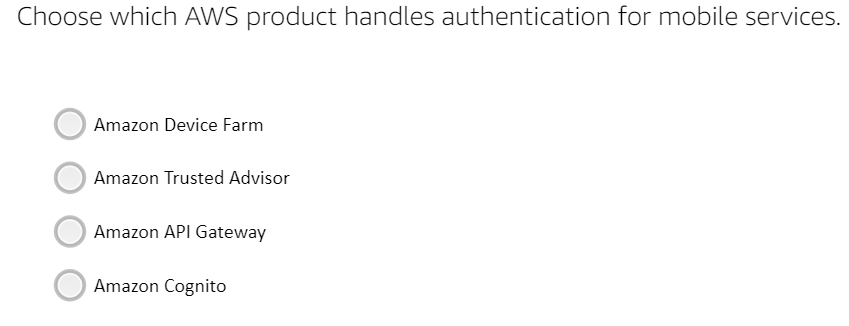 Choose which AWS product handles authentication for mobile services.
Amazon Device Farm
Amazon Trusted Advisor
Amazon API Gateway
Amazon Cognito